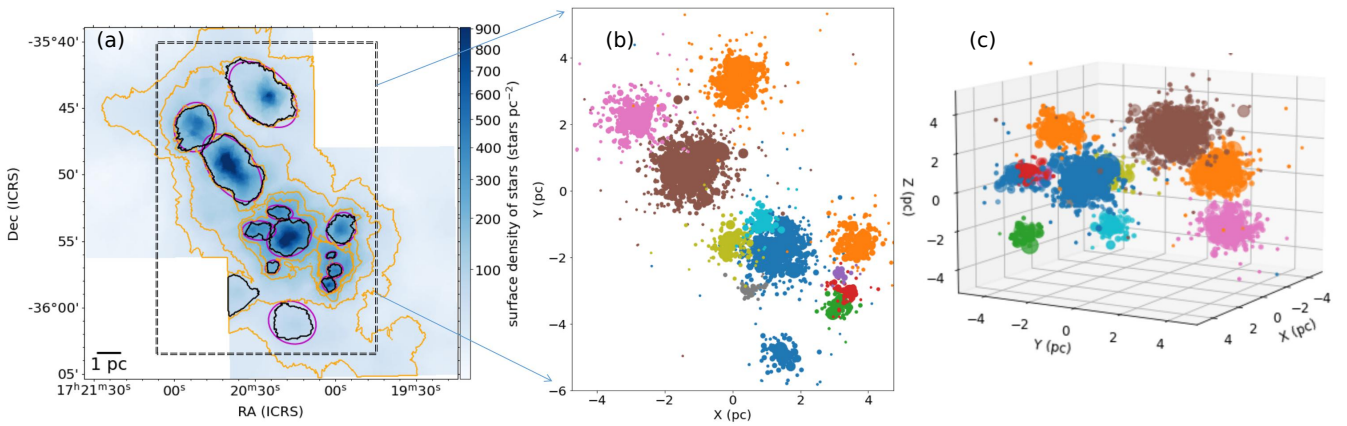 (a)
(b)
(c)
-35°40'
45'
50'
55'
-36°00'
05'
Dec (ICRS)
1 pc
17ʰ21ᵐ30ˢ
00ˢ
20ᵐ30ˢ
00ˢ
19ᵐ30ˢ
RA (ICRS)
900
800
700
600
500
400
300
200
100
surface density of stars (stars pc⁻²)
4
2
0
−2
−4
−6
Y (pc)
−4
−2
0
2
4
X (pc)
4
2
0
−2
−4
Z (pc)
−4
−2
0
2
4
Y (pc)
4
2
0
−2
−4
X (pc)